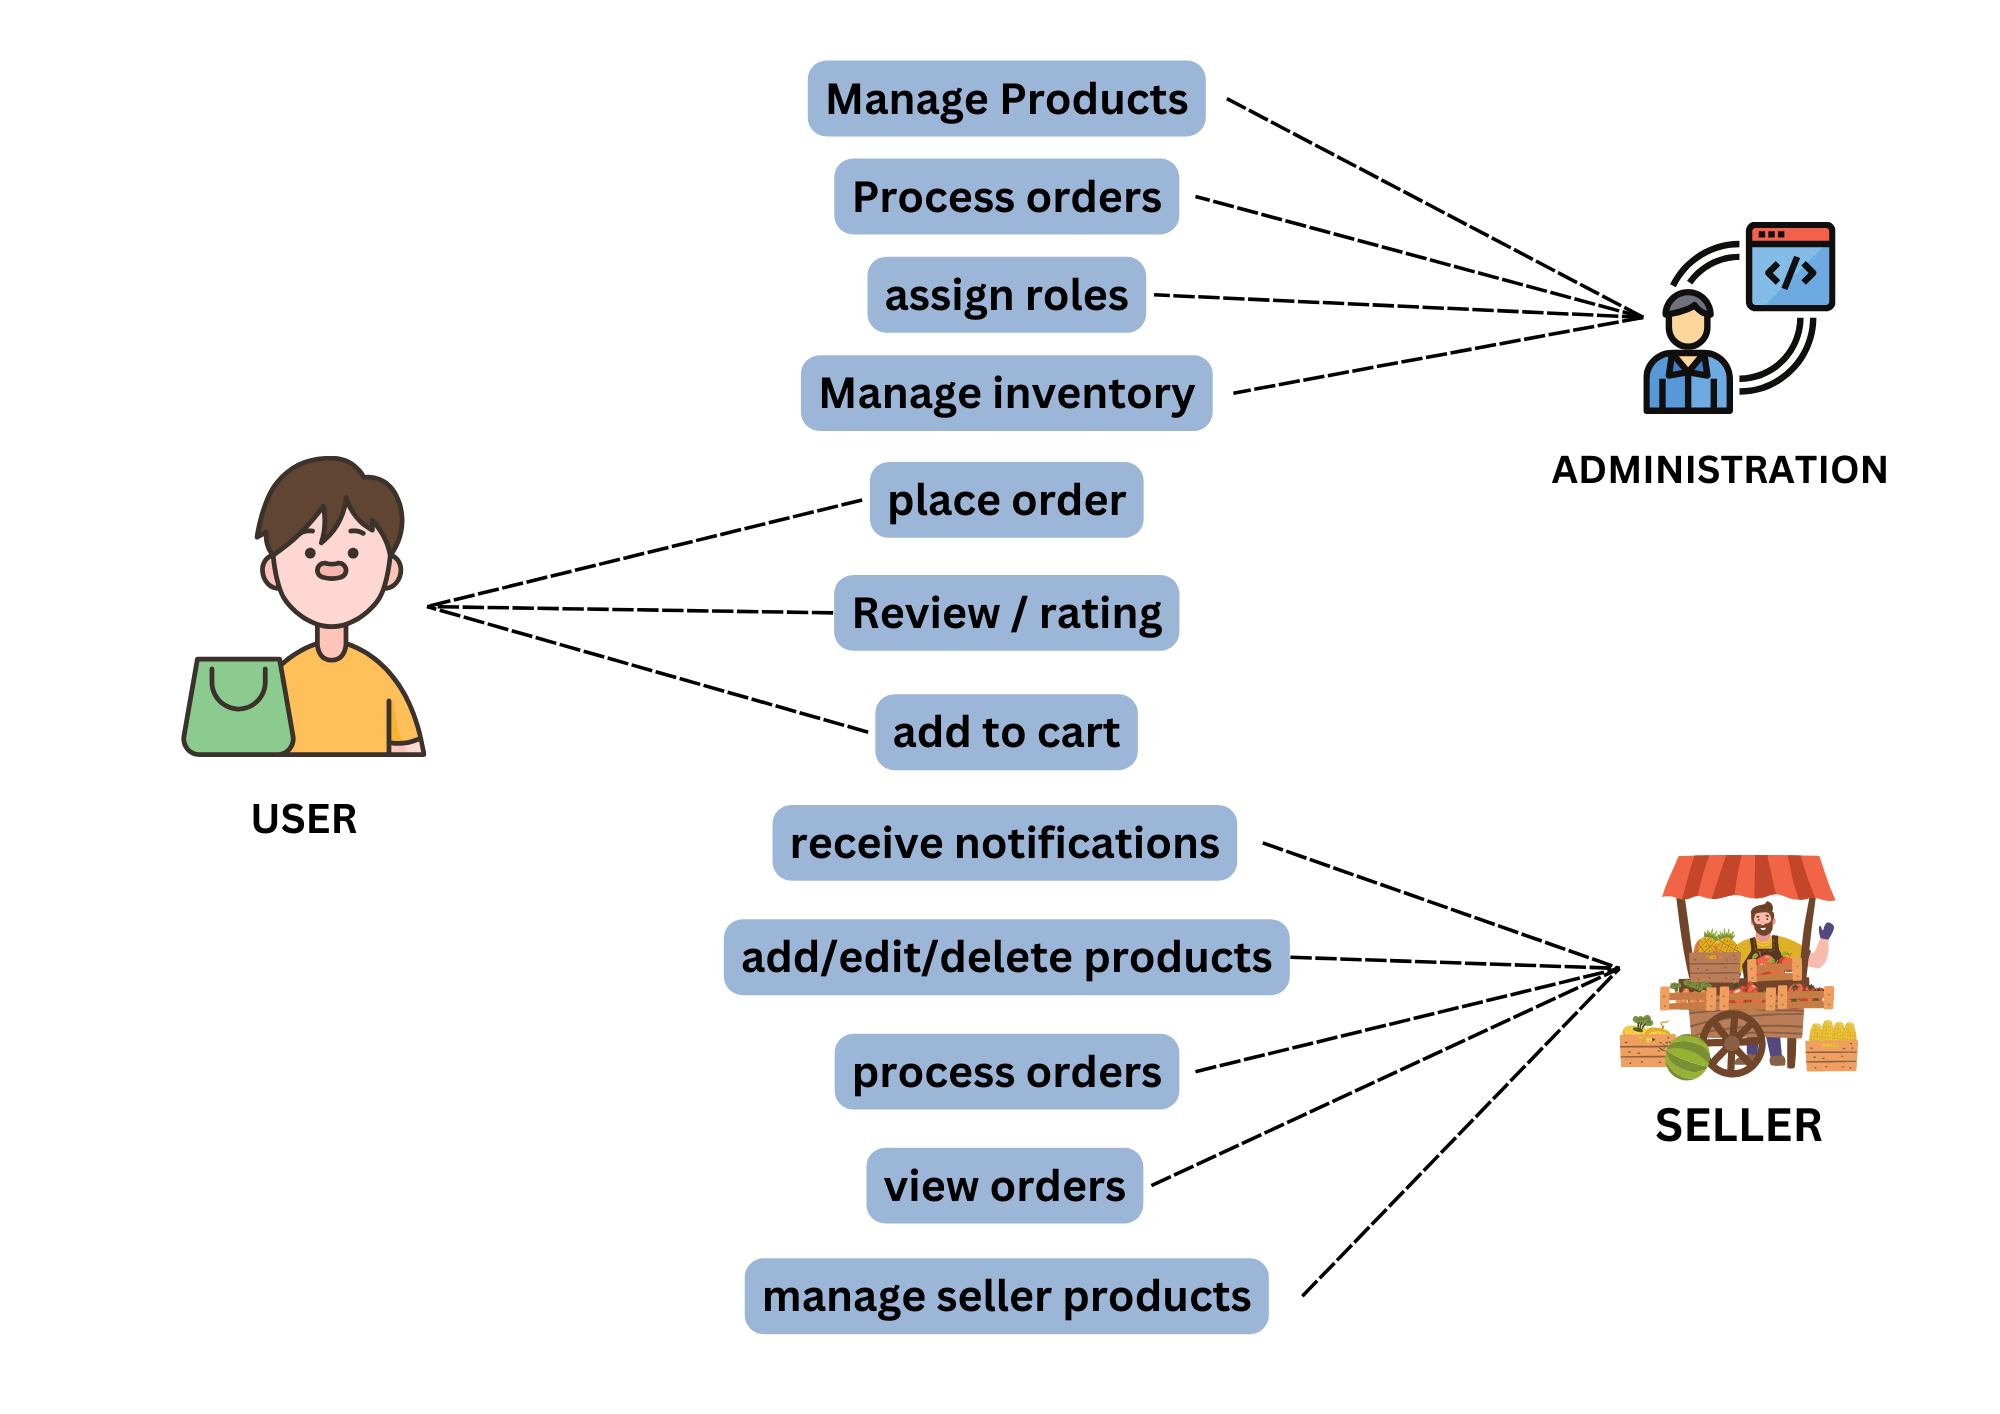 Manage Products
Process orders
assign roles
Manage inventory
ADMINISTRATION
place order
Review / rating
add to cart
USER
receive notifications
add/edit/delete products
process orders
view orders
manage seller products
SELLER